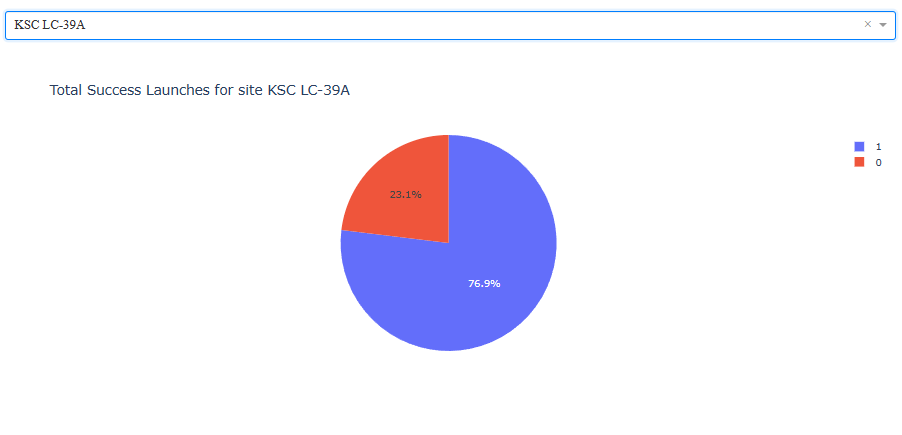 KSC LC-39A ×
Total Success Launches for site KSC LC-39A
1
0
23.1%
76.9%